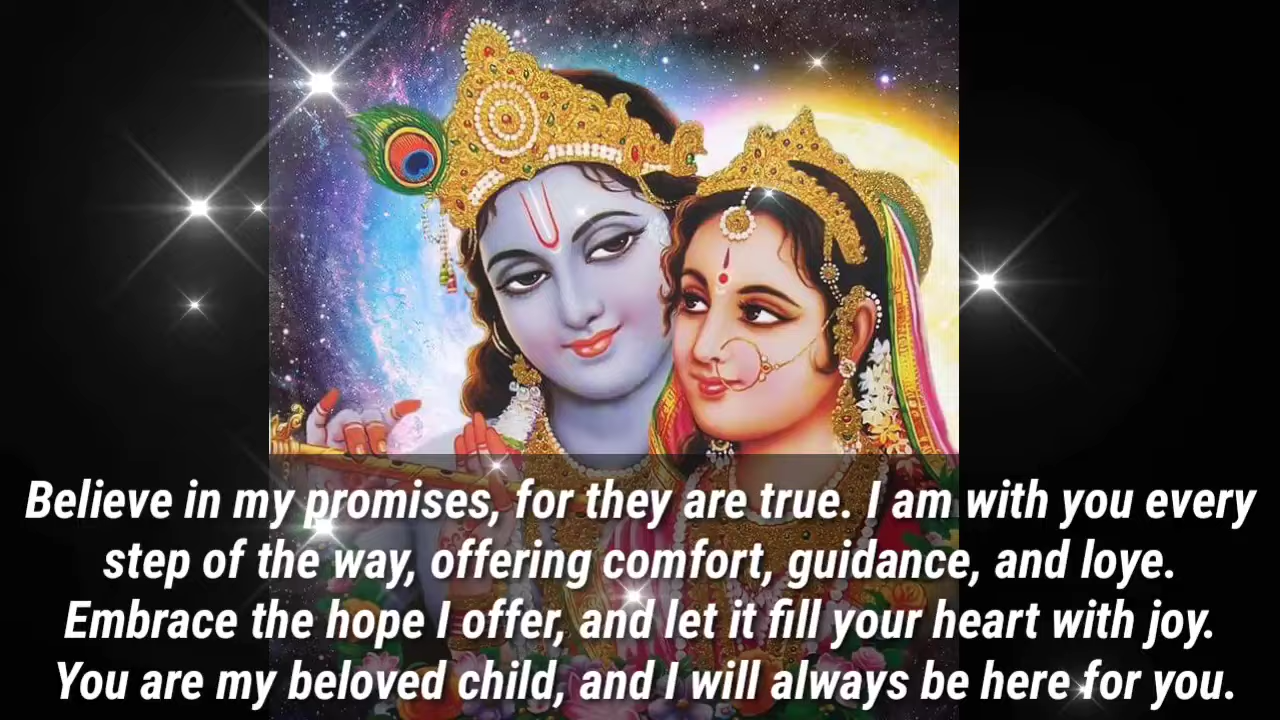 Believe in my promises, for they are true. I am with you every
step of the way, offering comfort, guidance, and loye.
Embrace the hope I offer, and let it fill your heart with joy.
You are my beloved child, and I will always be here for you.